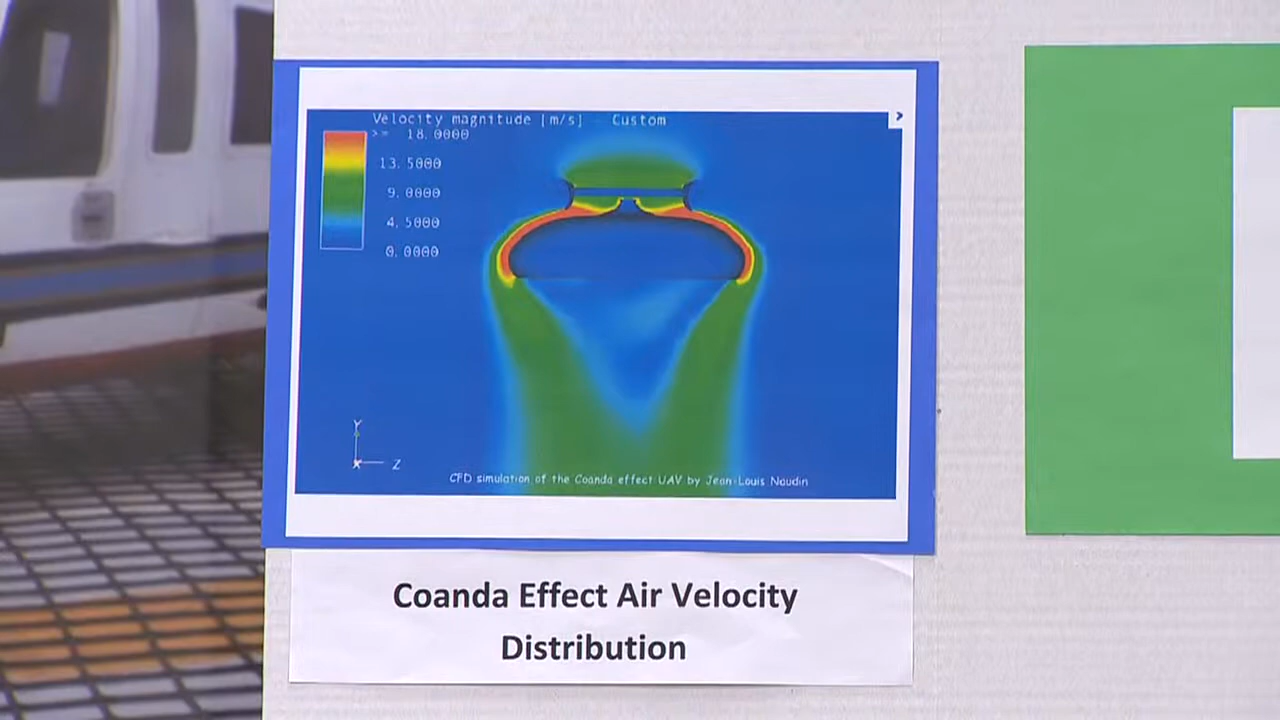 Velocity magnitude [m/s] Custom
>= 18.0000
13.5000
9.0000
4.5000
0.0000
Y
Z
CFD simulation of the Coanda effect UAV by Jean-Louis Naudin
Coanda Effect Air Velocity
Distribution